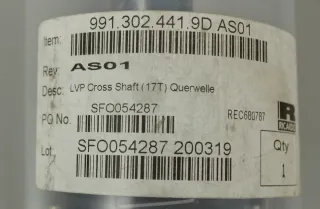 Item: 991.302.441.9D AS01
Rev: AS01
Desc: LVP Cross Shaft (17T) Querwelle
PO No. SFO054287 REC680787
R
RICARDO
Lot: SFO054287 200319
Qty
1